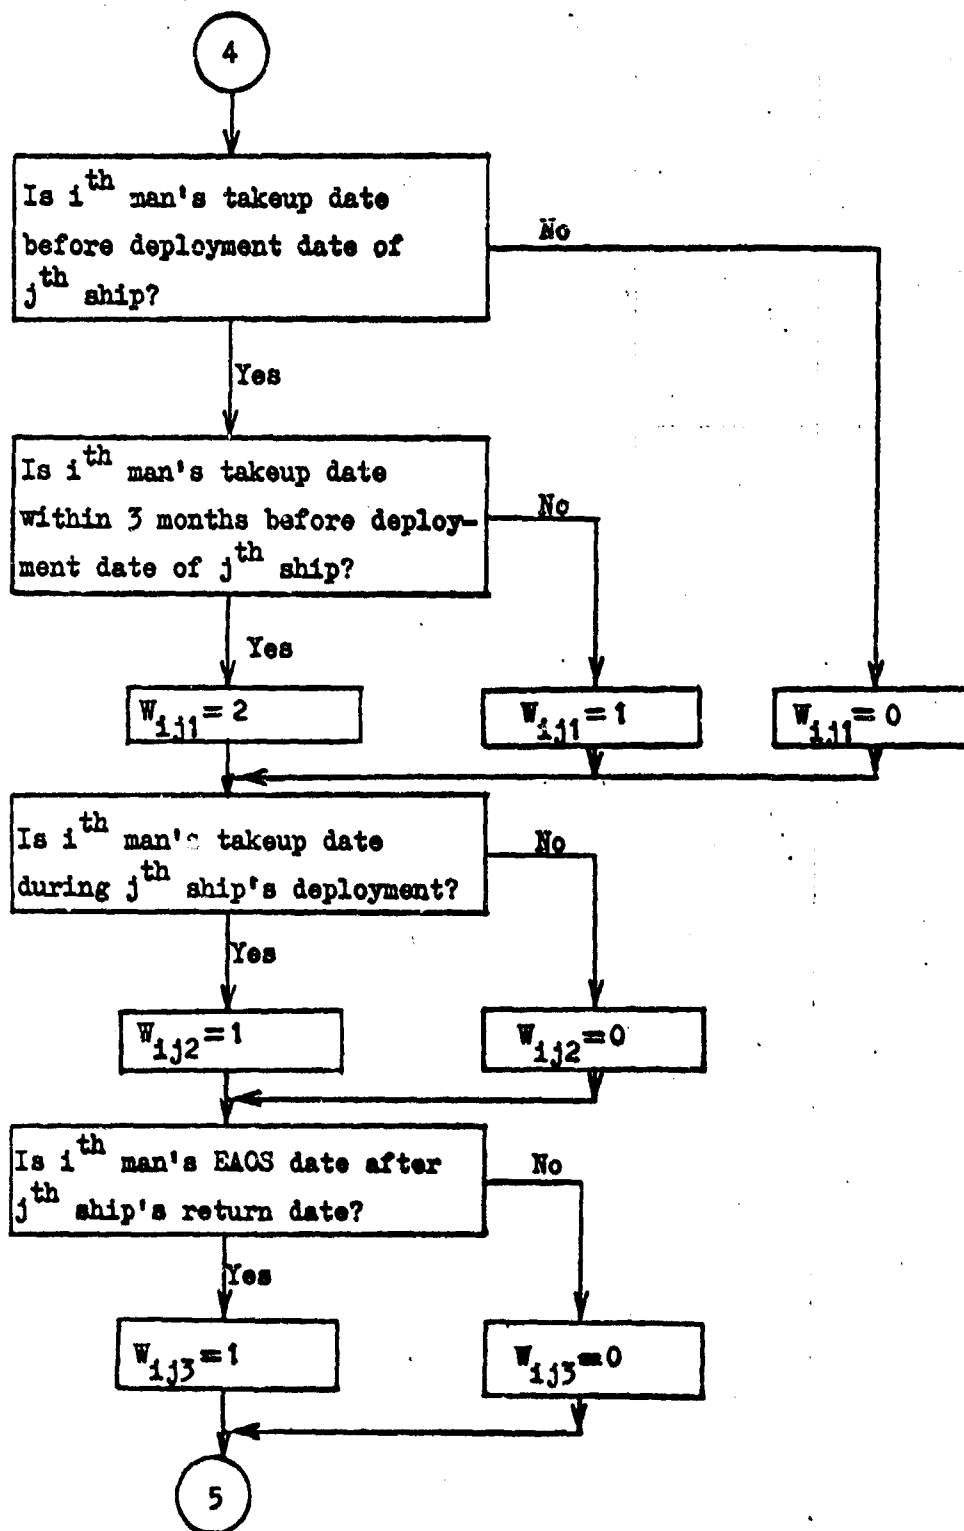 4
Is i^th man's takeup date
before deployment date of
j^th ship?
No
Yes
Is i^th man's takeup date
within 3 months before deploy-
ment date of j^th ship?
No
Yes
W_ij1 = 2
W_ij1 = 1
W_ij1 = 0
Is i^th man's takeup date
during j^th ship's deployment?
No
Yes
W_ij2 = 1
W_ij2 = 0
Is i^th man's EAOS date after
j^th ship's return date?
No
Yes
W_ij3 = 1
W_ij3 = 0
5